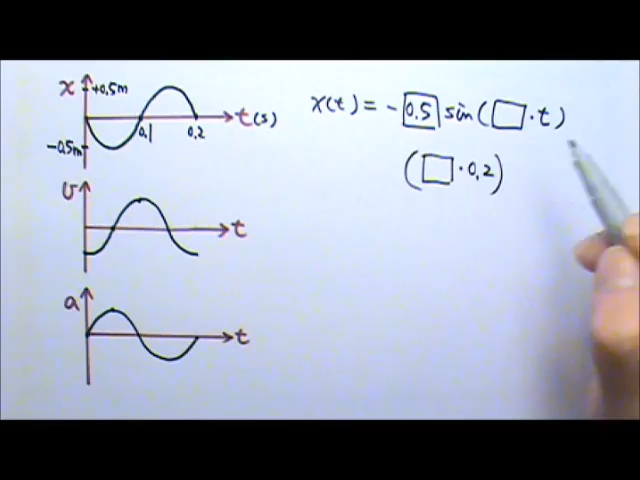 x +0.5m
t(s)
0.1 0.2
-0.5m
x(t) = - 0.5 sin( □ · t )
( □ · 0.2 )
v
t
a
t